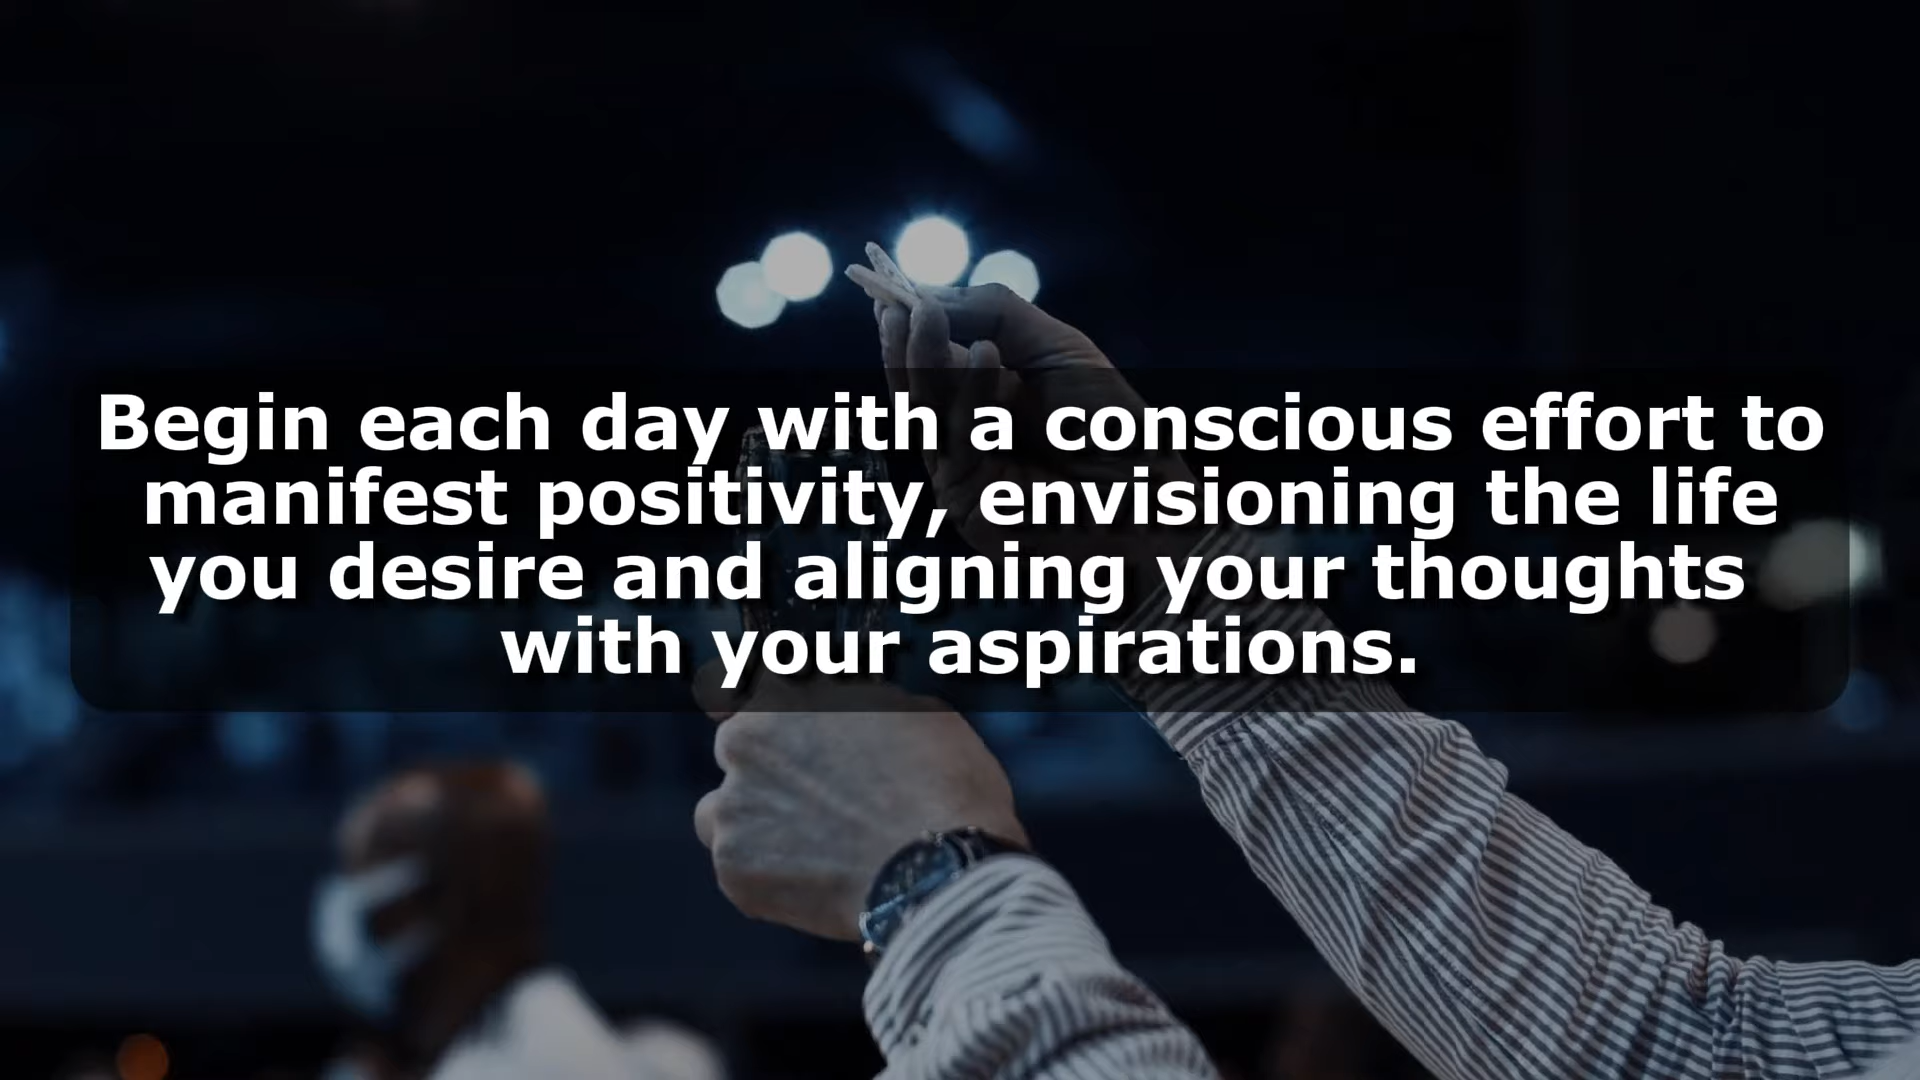 Begin each day with a conscious effort to
manifest positivity, envisioning the life
you desire and aligning your thoughts
with your aspirations.